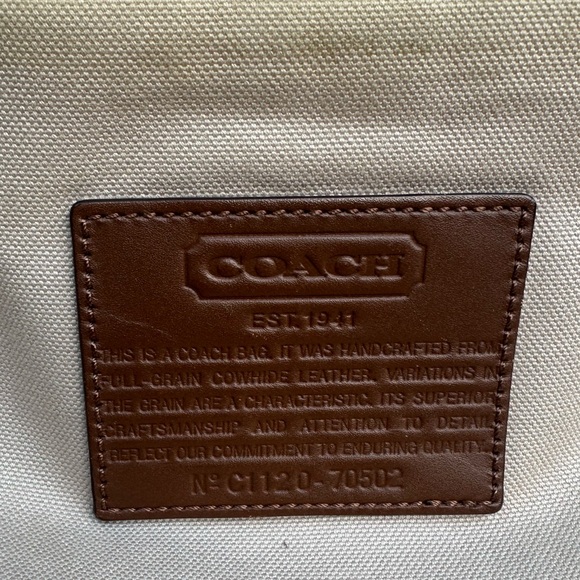 COACH
EST. 1941
THIS IS A COACH BAG. IT WAS HANDCRAFTED FROM
FULL-GRAIN COWHIDE LEATHER. VARIATIONS IN
THE GRAIN ARE A CHARACTERISTIC. ITS SUPERIOR
CRAFTSMANSHIP AND ATTENTION TO DETAIL
REFLECT OUR COMMITMENT TO ENDURING QUALITY.
Nº C1120-70502